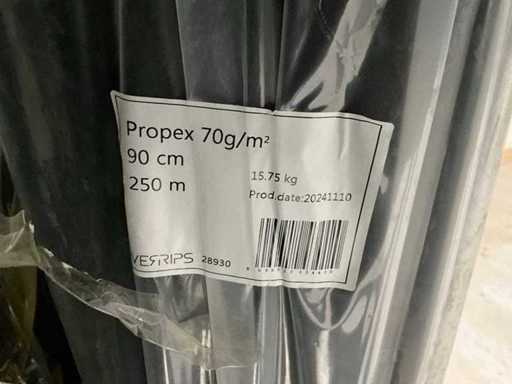 Propex 70g/m²
90 cm
250 m
15.75 kg
Prod.date:20241110
VERRIPS 28930